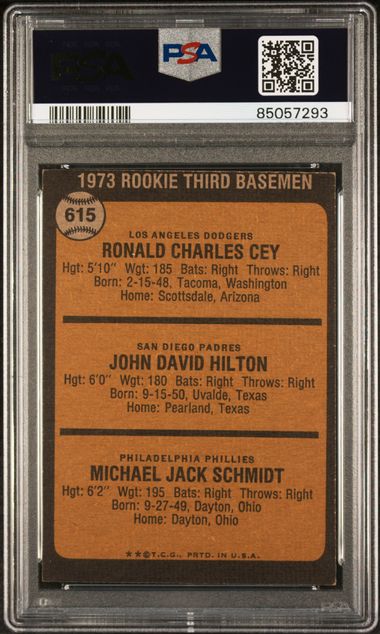 PSA
PSA
85057293
1973 ROOKIE THIRD BASEMEN
615
LOS ANGELES DODGERS
RONALD CHARLES CEY
Hgt: 5'10" Wgt: 185 Bats: Right Throws: Right
Born: 2-15-48, Tacoma, Washington
Home: Scottsdale, Arizona
SAN DIEGO PADRES
JOHN DAVID HILTON
Hgt: 6'0" Wgt: 180 Bats: Right Throws: Right
Born: 9-15-50, Uvalde, Texas
Home: Pearland, Texas
PHILADELPHIA PHILLIES
MICHAEL JACK SCHMIDT
Hgt: 6'2" Wgt: 195 Bats: Right Throws: Right
Born: 9-27-49, Dayton, Ohio
Home: Dayton, Ohio
**©T.C.G., PRTD. IN U.S.A.